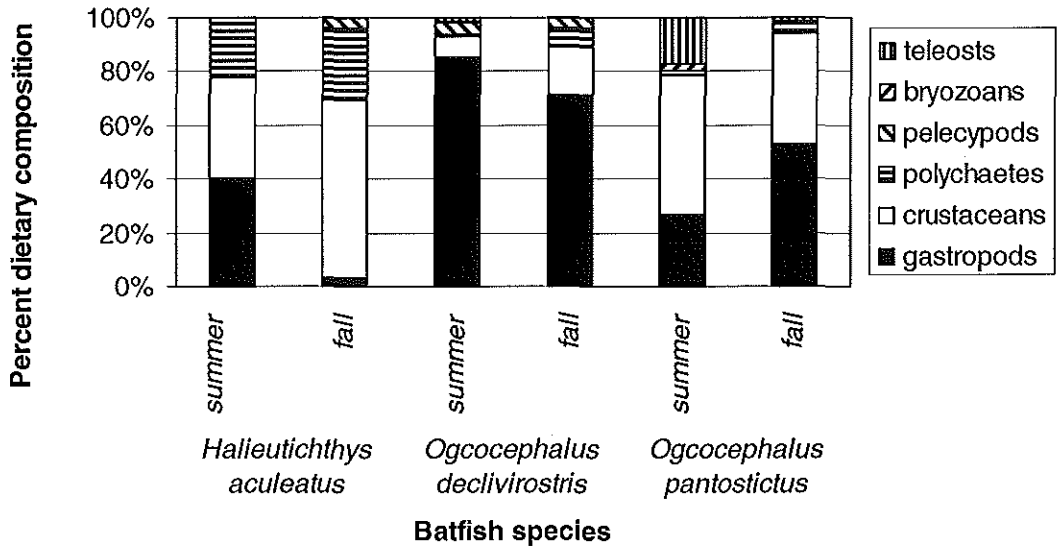 Percent dietary composition
100%
80%
60%
40%
20%
0%
summer
fall
summer
fall
summer
fall
Halieutichthys
aculeatus
Ogcocephalus
declivirostris
Ogcocephalus
pantostictus
Batfish species
teleosts
bryozoans
pelecypods
polychaetes
crustaceans
gastropods